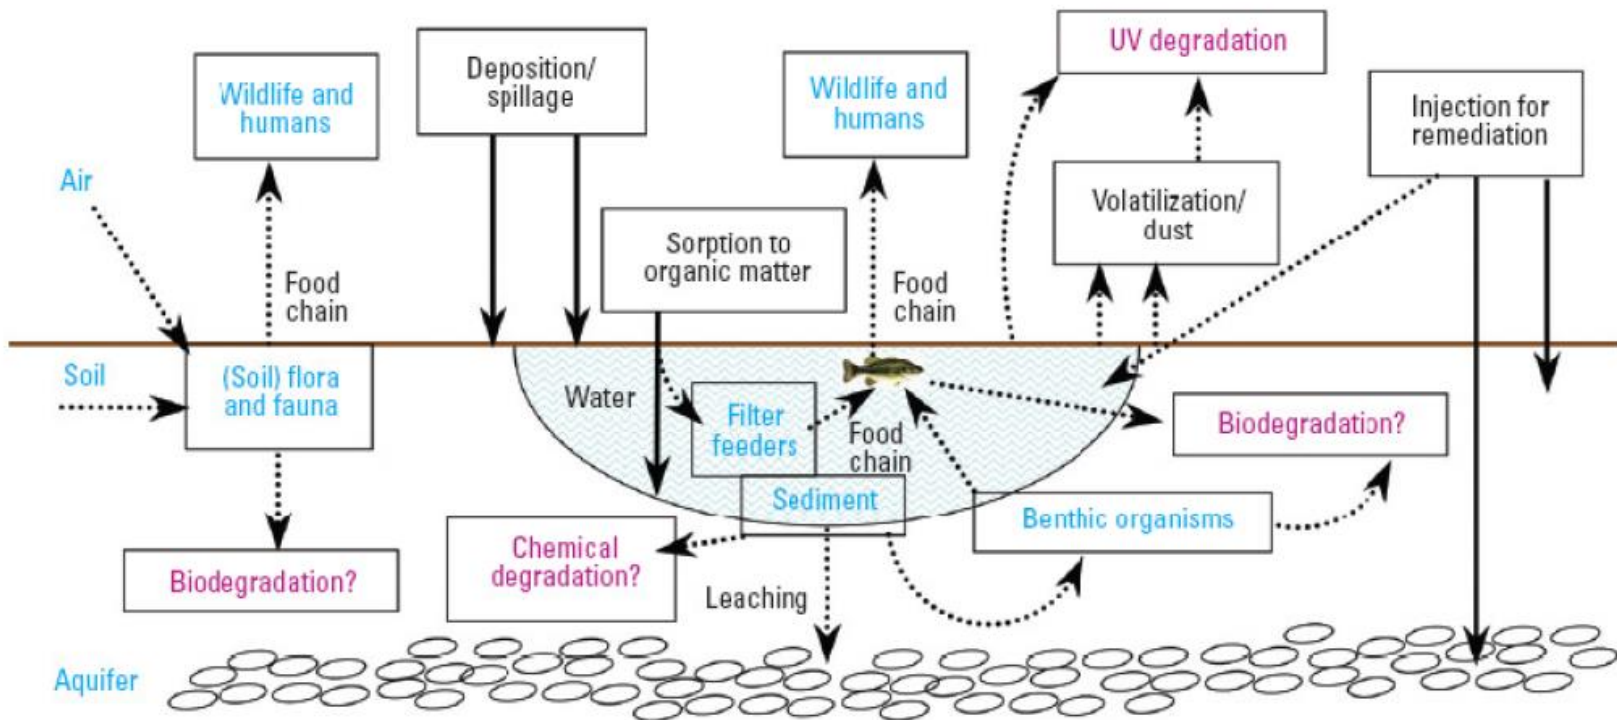 UV degradation
Deposition/
spillage
Wildlife and
humans
Wildlife and
humans
Injection for
remediation
Air
Volatilization/
dust
Sorption to
organic matter
Food
chain
Food
chain
Soil
(Soil) flora
and fauna
Water
Filter
feeders
Food
chain
Biodegradation?
Sediment
Benthic organisms
Chemical
degradation?
Biodegradation?
Leaching
Aquifer